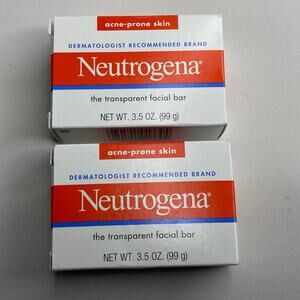 acne-prone skin
DERMATOLOGIST RECOMMENDED BRAND
Neutrogena®
the transparent facial bar
NET WT. 3.5 OZ. (99 g)
acne-prone skin
DERMATOLOGIST RECOMMENDED BRAND
Neutrogena®
the transparent facial bar
NET WT. 3.5 OZ. (99 g)